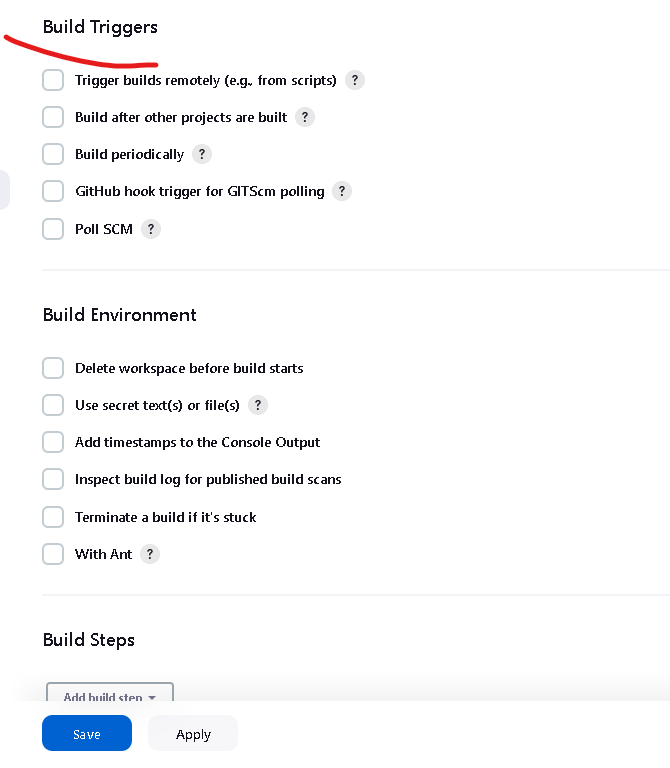 Build Triggers
Trigger builds remotely (e.g., from scripts) ?
Build after other projects are built ?
Build periodically ?
GitHub hook trigger for GITScm polling ?
Poll SCM ?
Build Environment
Delete workspace before build starts
Use secret text(s) or file(s) ?
Add timestamps to the Console Output
Inspect build log for published build scans
Terminate a build if it's stuck
With Ant ?
Build Steps
Add build step
Save Apply